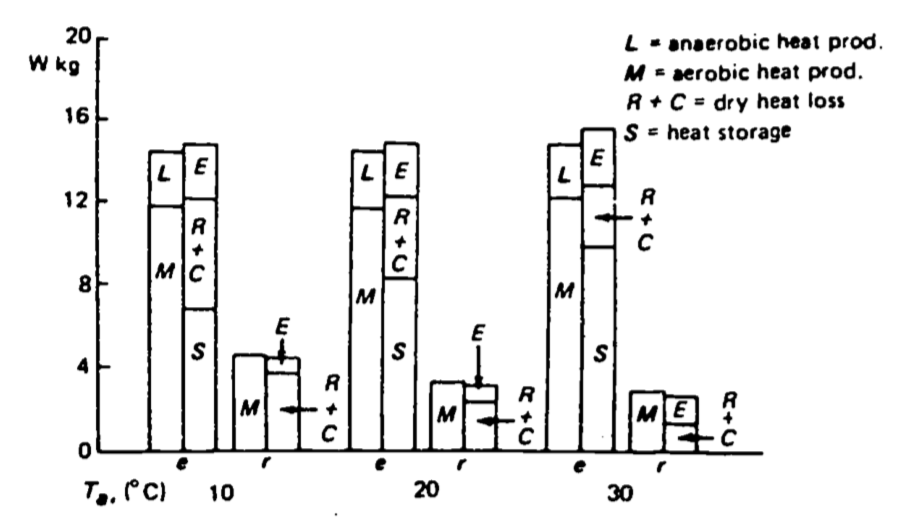 20
W kg
16
12
8
4
0
L = anaerobic heat prod.
M = aerobic heat prod.
R + C = dry heat loss
S = heat storage
L
E
R
+
C
M
S
E
M
R
+
C
L
E
R
+
C
M
S
E
M
R
+
C
L
E
R
+
C
M
S
M
E
R
+
C
e r e r e r
Ta, (°C) 10 20 30